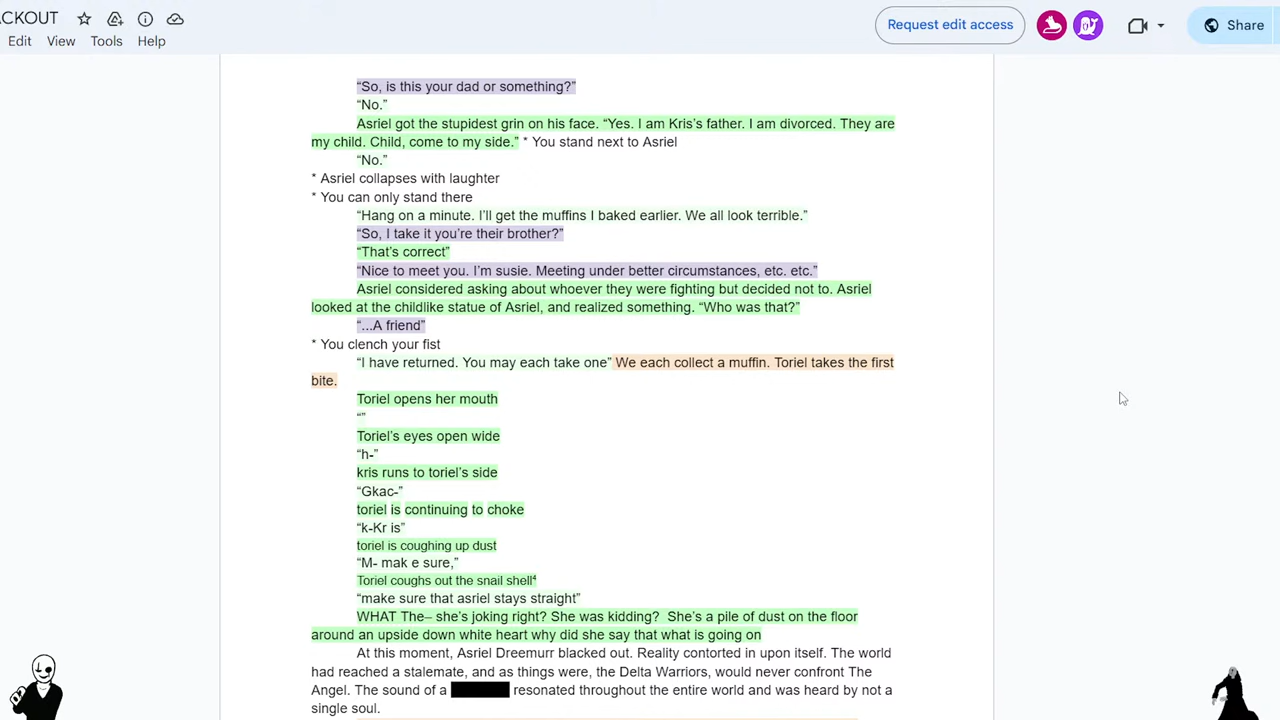 CKOUT
Request edit access
Share
Edit View Tools Help
“So, is this your dad or something?”
“No.”
Asriel got the stupidest grin on his face. “Yes. I am Kris’s father. I am divorced. They are
my child. Child, come to my side.” * You stand next to Asriel
“No.”
* Asriel collapses with laughter
* You can only stand there
“Hang on a minute. I’ll get the muffins I baked earlier. We all look terrible.”
“So, I take it you’re their brother?”
“That’s correct”
“Nice to meet you. I’m susie. Meeting under better circumstances, etc. etc.”
Asriel considered asking about whoever they were fighting but decided not to. Asriel
looked at the childlike statue of Asriel, and realized something. “Who was that?”
“...A friend”
* You clench your fist
“I have returned. You may each take one” We each collect a muffin. Toriel takes the first
bite.
Toriel opens her mouth
“”
Toriel’s eyes open wide
“h-”
kris runs to toriel’s side
“Gkac-”
toriel is continuing to choke
“k-Kr is”
toriel is coughing up dust
“M- mak e sure,”
Toriel coughs out the snail shell⁴
“make sure that asriel stays straight”
WHAT The– she’s joking right? She was kidding?  She’s a pile of dust on the floor
around an upside down white heart why did she say that what is going on
At this moment, Asriel Dreemurr blacked out. Reality contorted in upon itself. The world
had reached a stalemate, and as things were, the Delta Warriors, would never confront The
Angel. The sound of a resonated throughout the entire world and was heard by not a
single soul.